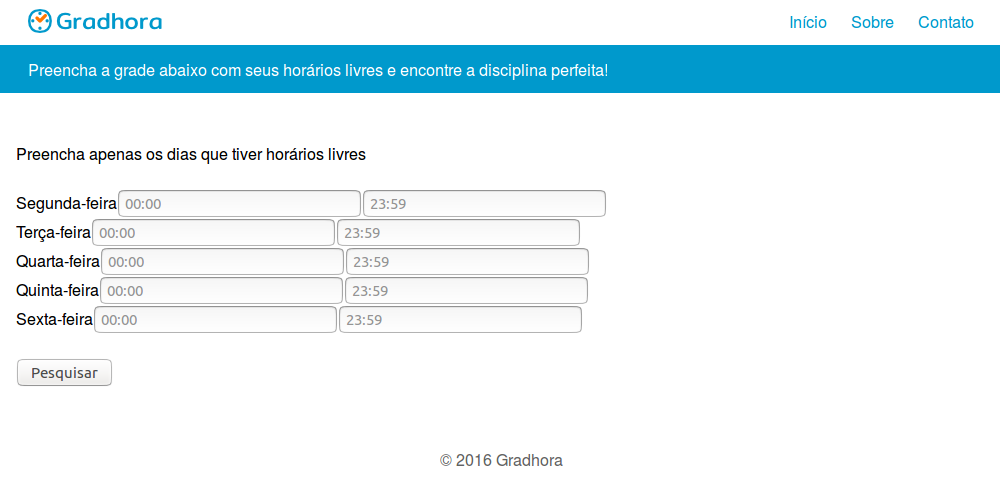 Gradhora Início Sobre Contato
Preencha a grade abaixo com seus horários livres e encontre a disciplina perfeita!
Preencha apenas os dias que tiver horários livres
Segunda-feira 00:00 23:59
Terça-feira 00:00 23:59
Quarta-feira 00:00 23:59
Quinta-feira 00:00 23:59
Sexta-feira 00:00 23:59
Pesquisar
© 2016 Gradhora